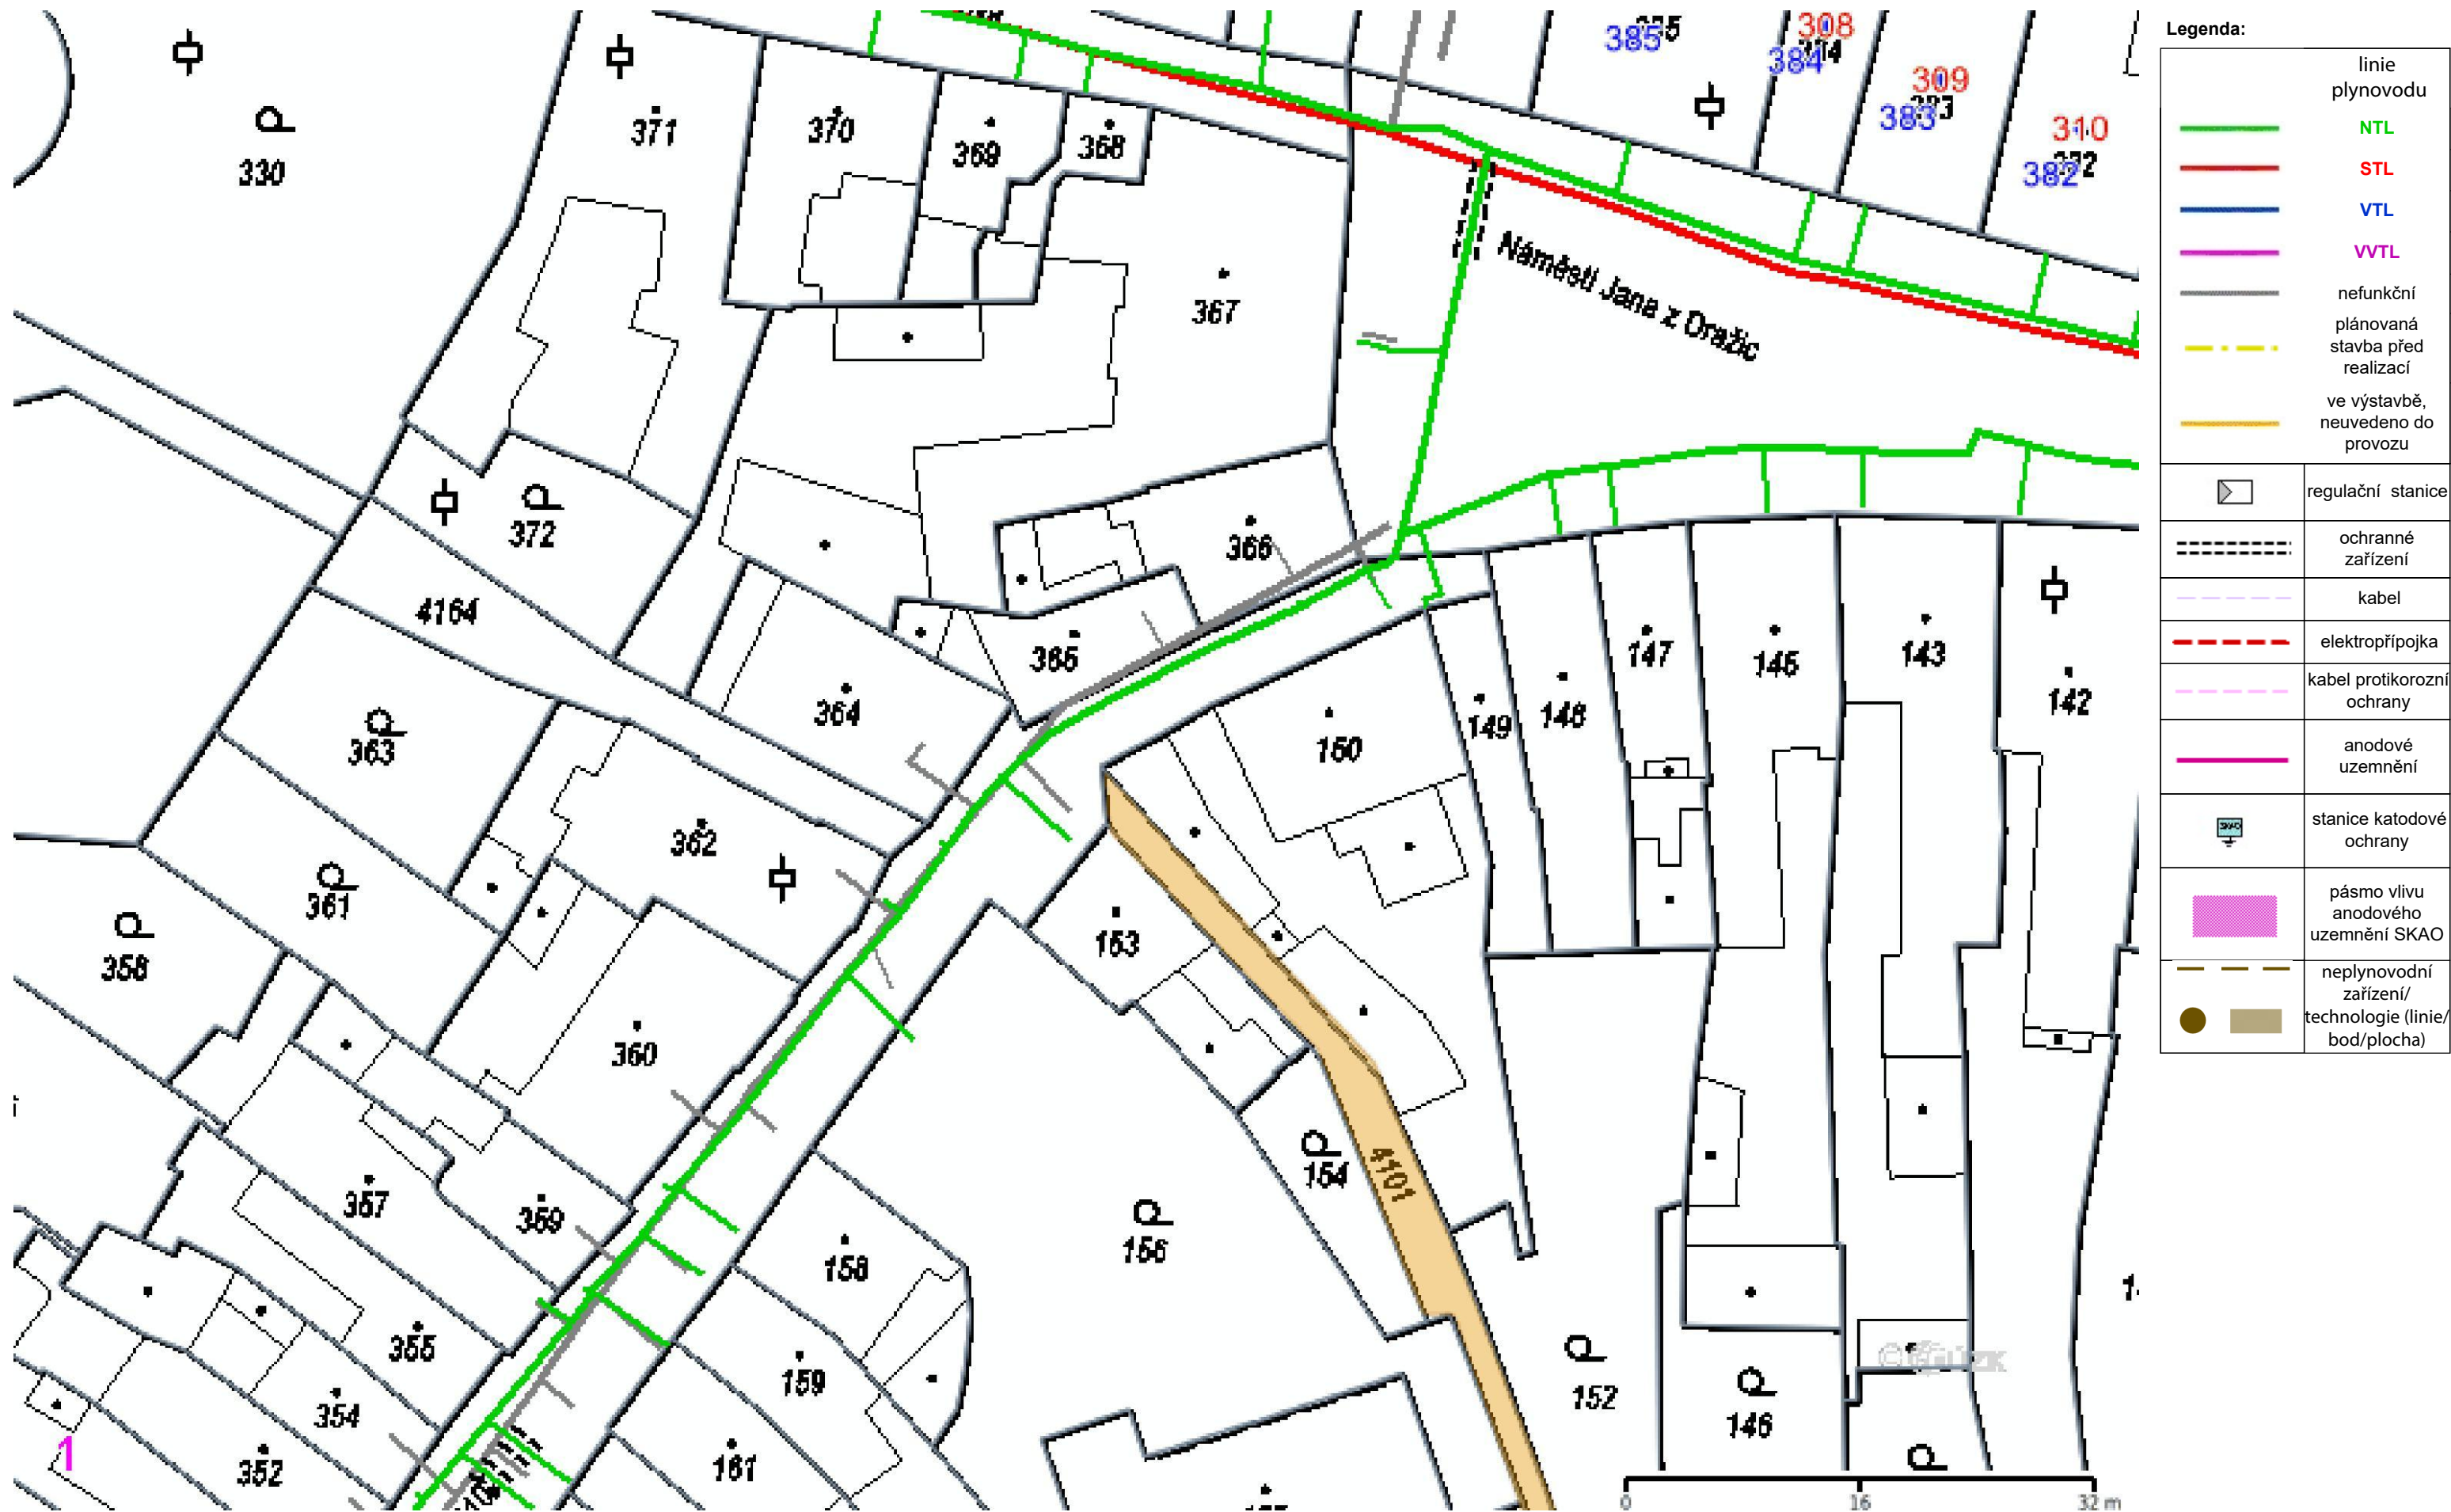 385
308
384
309
383
310
382
330
371
370
369
368
367
Náměstí Jana z Dražic
372
366
4164
365
364
363
362
361
358
360
357
359
355
354
352
1
150
149
148
147
145
143
142
153
154
4101
156
158
159
161
152
146
0 16 32 m
Legenda:
linie
plynovodu
NTL
STL
VTL
VVTL
nefunkční
plánovaná
stavba před
realizací
ve výstavbě,
neuvedeno do
provozu
regulační stanice
ochranné
zařízení
kabel
elektropřípojka
kabel protikorozní
ochrany
anodové
uzemnění
SKAO
stanice katodové
ochrany
pásmo vlivu
anodového
uzemnění SKAO
neplynovodní
zařízení/
technologie (linie/
bod/plocha)